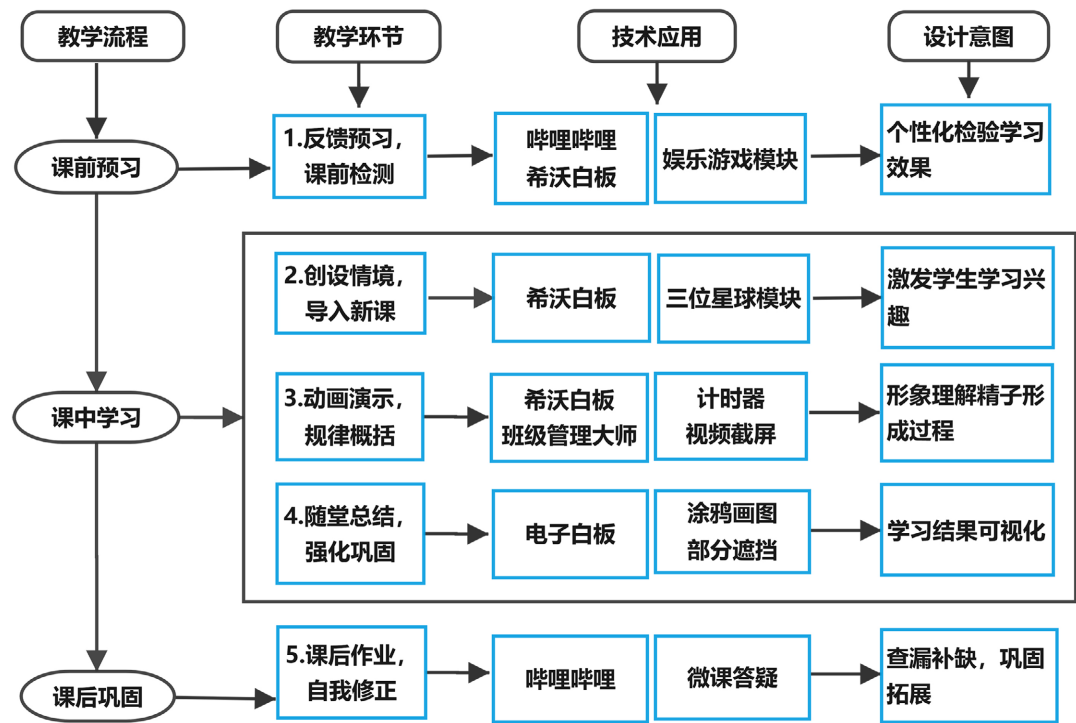 教学流程
教学环节
技术应用
设计意图
课前预习
1.反馈预习，
课前检测
哔哩哔哩
希沃白板
娱乐游戏模块
个性化检验学习
效果
课中学习
2.创设情境，
导入新课
希沃白板
三位星球模块
激发学生学习兴
趣
3.动画演示，
规律概括
希沃白板
班级管理大师
计时器
视频截屏
形象理解精子形
成过程
4.随堂总结，
强化巩固
电子白板
涂鸦画图
部分遮挡
学习结果可视化
课后巩固
5.课后作业，
自我修正
哔哩哔哩
微课答疑
查漏补缺，巩固
拓展